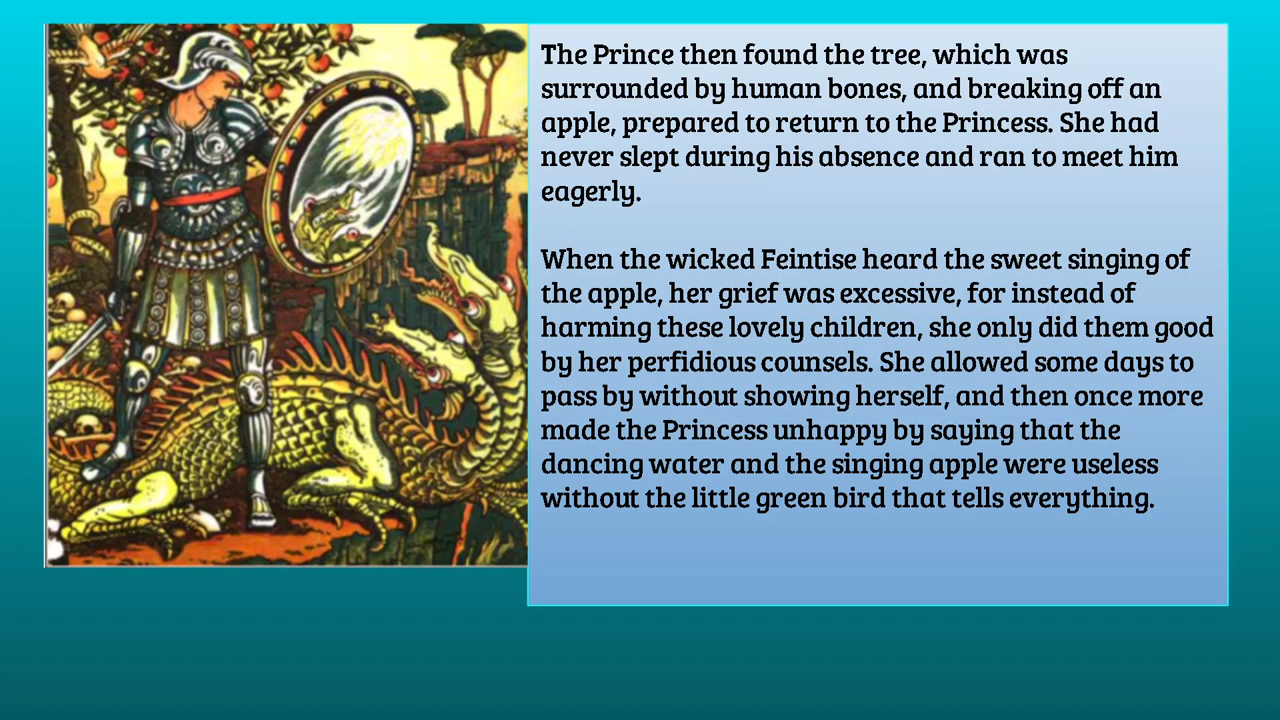 The Prince then found the tree, which was
surrounded by human bones, and breaking off an
apple, prepared to return to the Princess. She had
never slept during his absence and ran to meet him
eagerly.
When the wicked Feintise heard the sweet singing of
the apple, her grief was excessive, for instead of
harming these lovely children, she only did them good
by her perfidious counsels. She allowed some days to
pass by without showing herself, and then once more
made the Princess unhappy by saying that the
dancing water and the singing apple were useless
without the little green bird that tells everything.